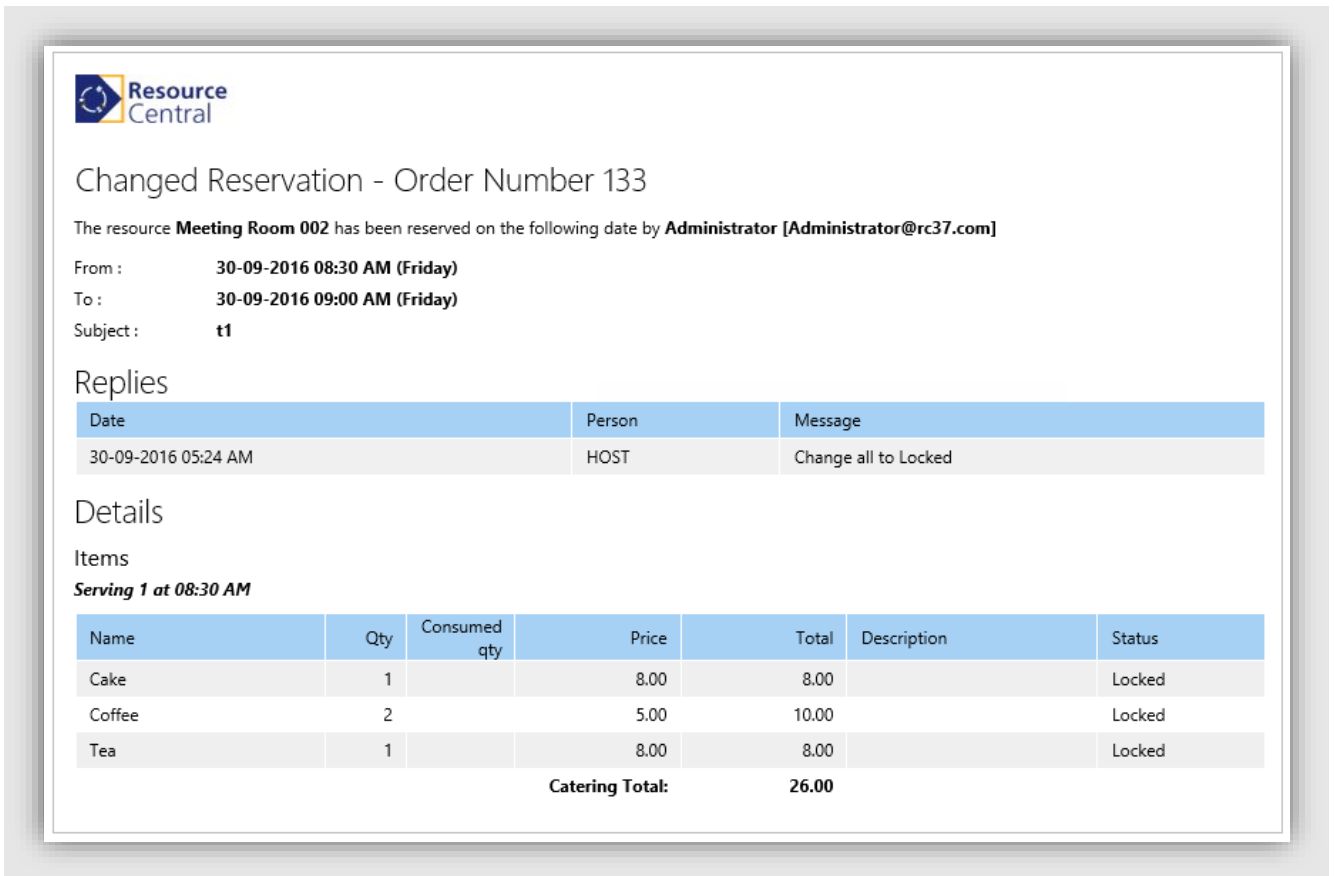 Resource
Central
Changed Reservation - Order Number 133
The resource Meeting Room 002 has been reserved on the following date by Administrator [Administrator@rc37.com]
From : 30-09-2016 08:30 AM (Friday)
To : 30-09-2016 09:00 AM (Friday)
Subject : t1
Replies
Date Person Message
30-09-2016 05:24 AM HOST Change all to Locked
Details
Items
Serving 1 at 08:30 AM
Name Qty Consumed qty Price Total Description Status
Cake 1 8.00 8.00 Locked
Coffee 2 5.00 10.00 Locked
Tea 1 8.00 8.00 Locked
Catering Total: 26.00